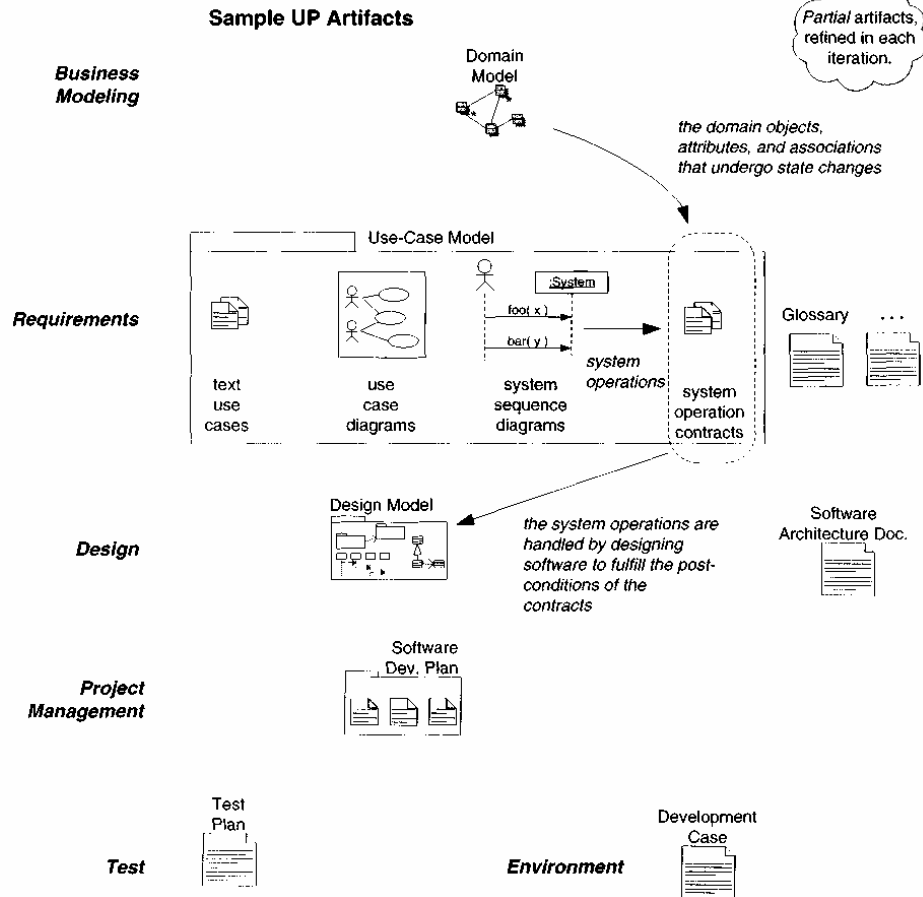 Sample UP Artifacts
Partial artifacts,
refined in each
iteration.
Business
Modeling
Domain
Model
the domain objects,
attributes, and associations
that undergo state changes
Use-Case Model
Requirements
:System
foo( x )
bar( y )
system
operations
text
use
cases
use
case
diagrams
system
sequence
diagrams
system
operation
contracts
Glossary
. . .
Design
Design Model
the system operations are
handled by designing
software to fulfill the post-
conditions of the
contracts
Software
Architecture Doc.
Project
Management
Software
Dev. Plan
Test
Test
Plan
Environment
Development
Case